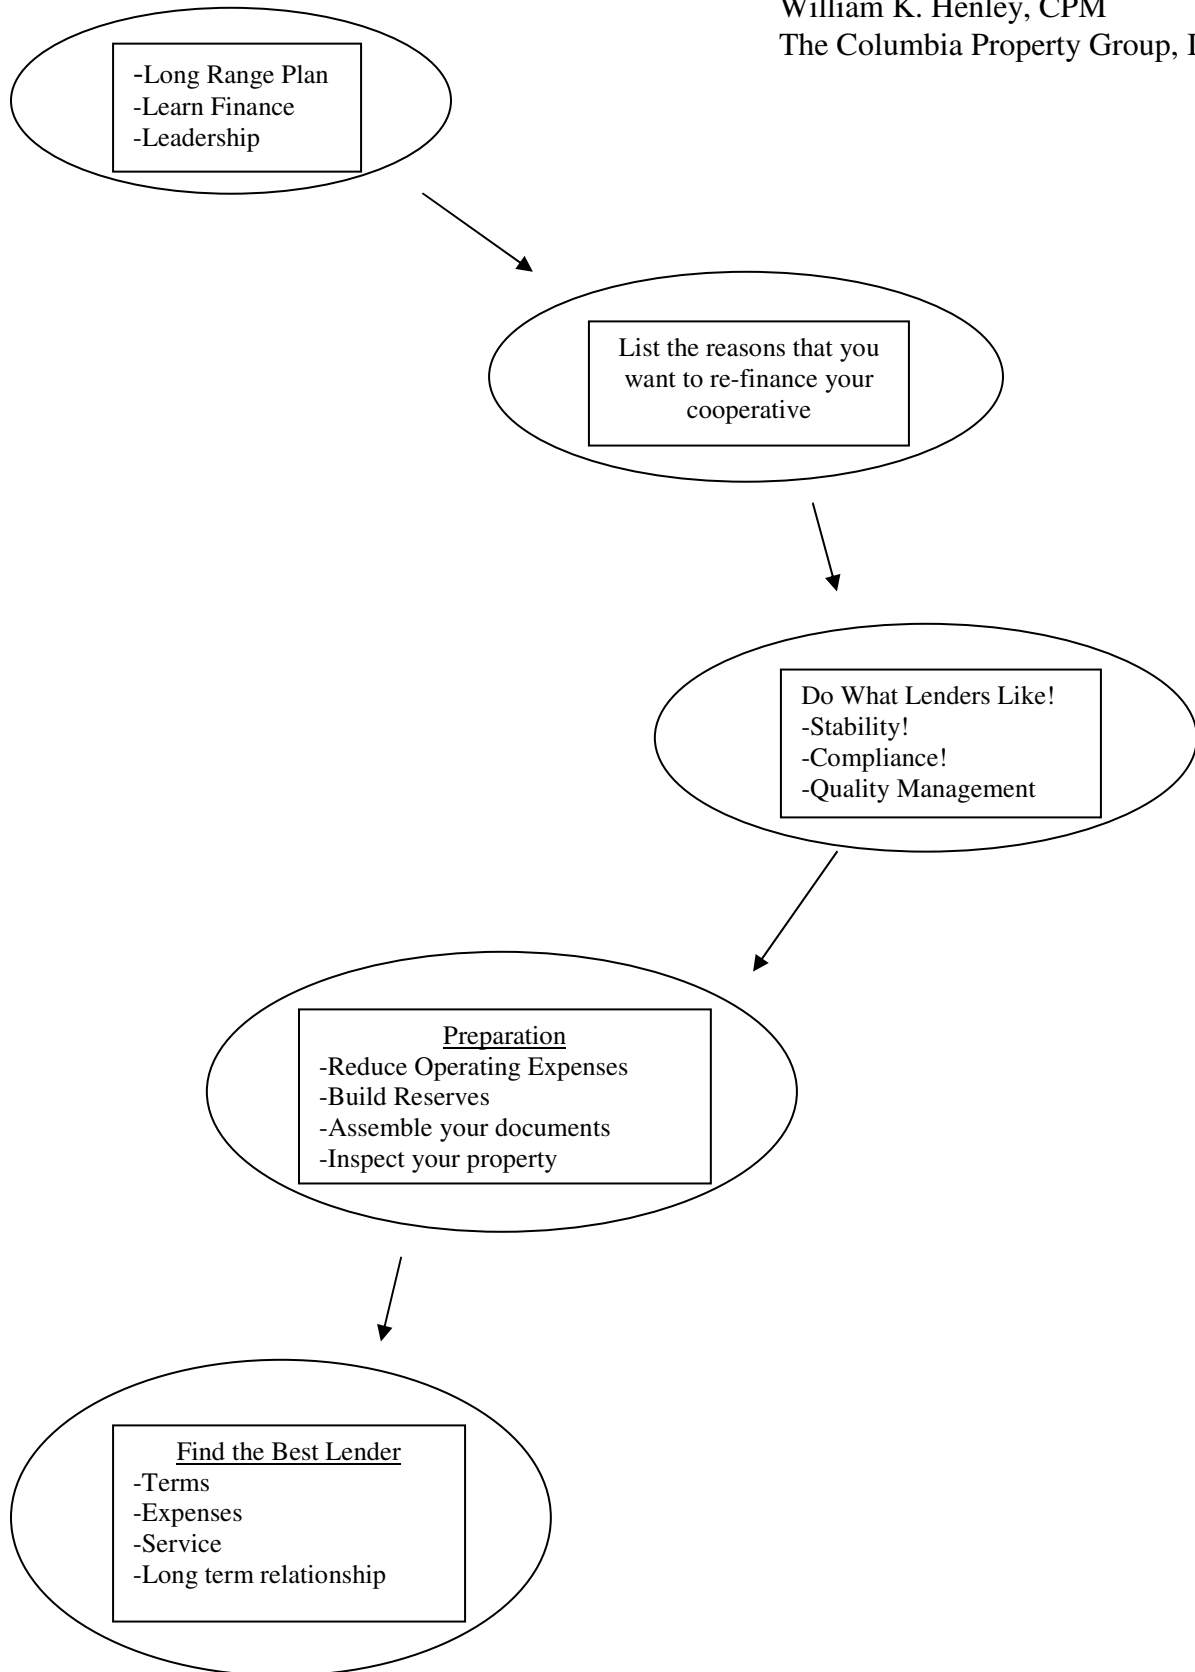 William K. Henley, CPM
The Columbia Property Group,
-Long Range Plan
-Learn Finance
-Leadership
List the reasons that you
want to re-finance your
cooperative
Do What Lenders Like!
-Stability!
-Compliance!
-Quality Management
Preparation
-Reduce Operating Expenses
-Build Reserves
-Assemble your documents
-Inspect your property
Find the Best Lender
-Terms
-Expenses
-Service
-Long term relationship